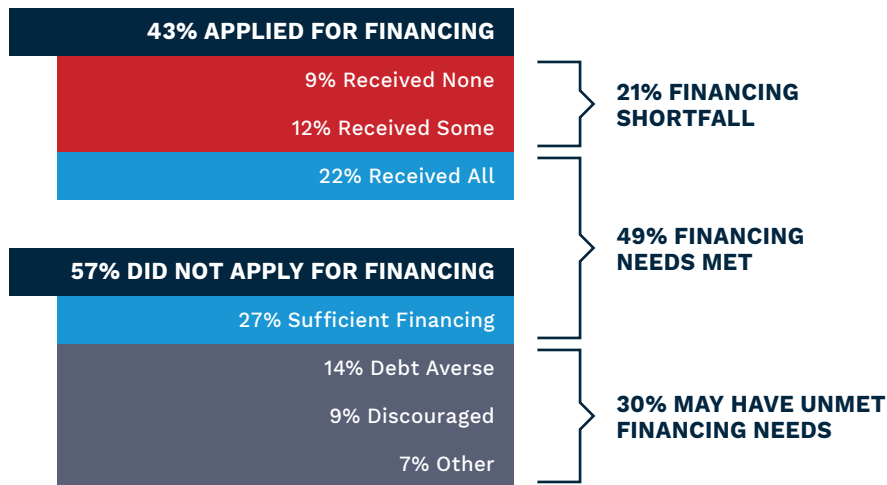 43% APPLIED FOR FINANCING
9% Received None
12% Received Some
22% Received All
21% FINANCING
SHORTFALL
49% FINANCING
NEEDS MET
57% DID NOT APPLY FOR FINANCING
27% Sufficient Financing
14% Debt Averse
9% Discouraged
7% Other
30% MAY HAVE UNMET
FINANCING NEEDS